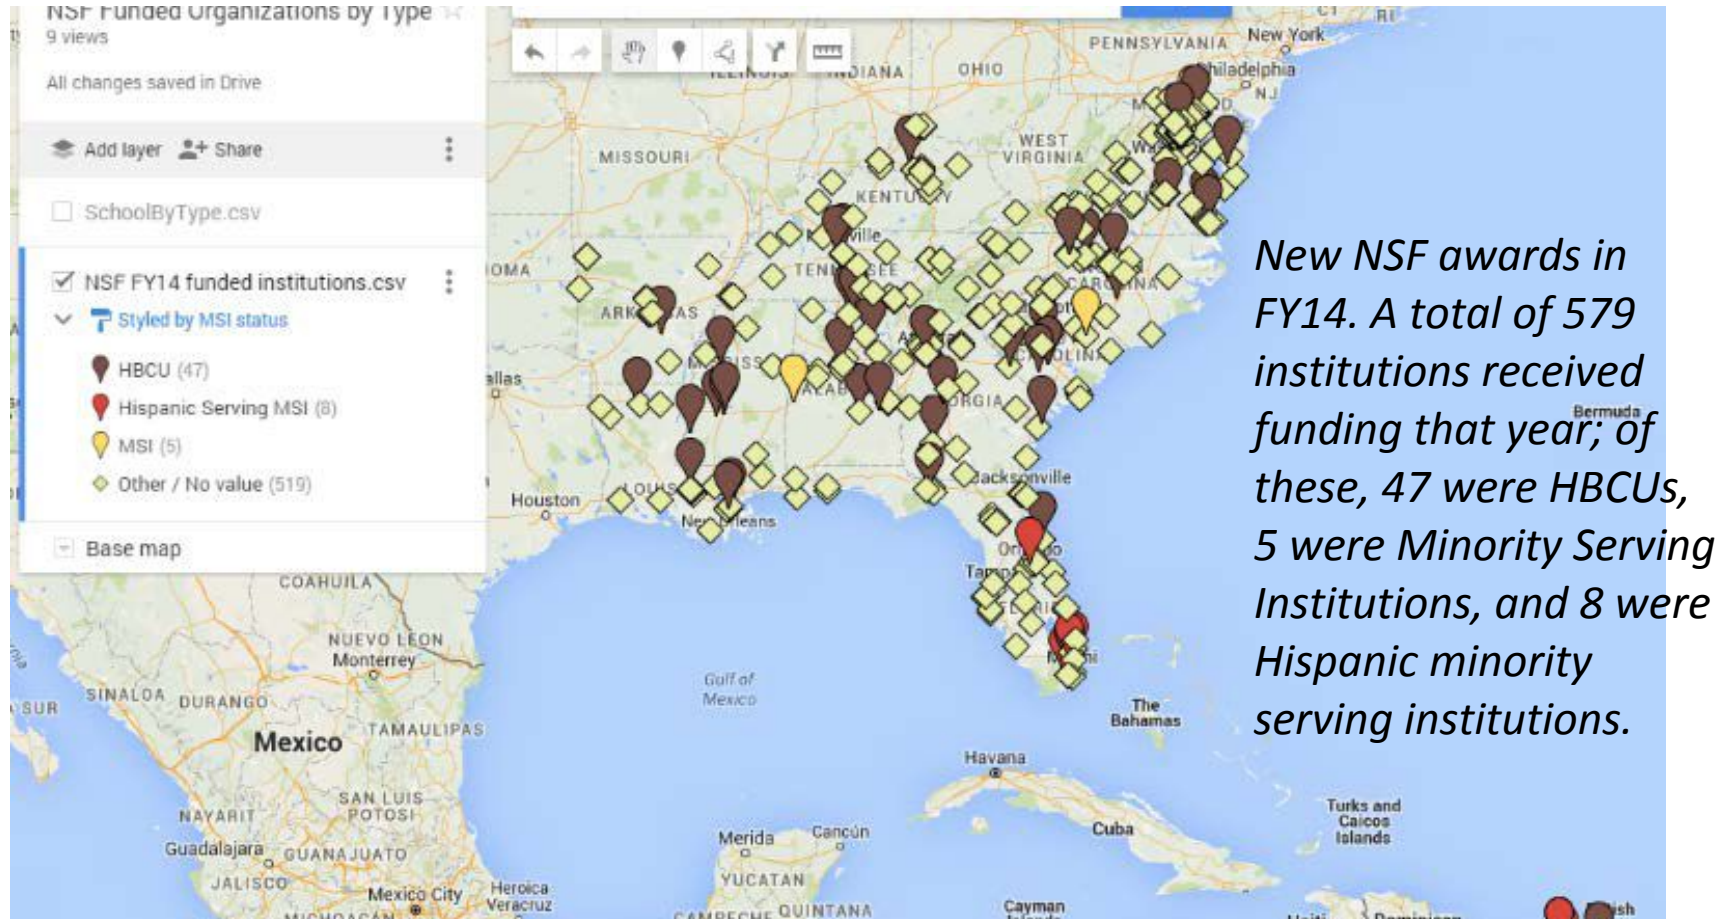 NSF Funded Organizations by Type
9 views
All changes saved in Drive
Add layer
Share
SchoolByType.csv
NSF FY14 funded institutions.csv
Styled by MSI status
HBCU (47)
Hispanic Serving MSI (8)
MSI (5)
Other / No value (519)
Base map
New NSF awards in
FY14. A total of 579
institutions received
funding that year; of
these, 47 were HBCUs,
5 were Minority Serving
Institutions, and 8 were
Hispanic minority
serving institutions.
CT
RI
New York
PENNSYLVANIA
Philadelphia
NJ
OHIO
WEST
VIRGINIA
MISSOURI
Houston
Jacksonville
Bermuda
COAHUILA
NUEVO LEON
Monterrey
SINALOA
DURANGO
SUR
TAMAULIPAS
Mexico
Gulf of
Mexico
The
Bahamas
Havana
SAN LUIS
POTOSI
NAYARIT
Guadalajara
GUANAJUATO
JALISCO
Mexico City
Heroica
Veracruz
Merida
Cancún
YUCATAN
CAMPECHE
QUINTANA
Cuba
Turks and
Caicos
Islands
Cayman